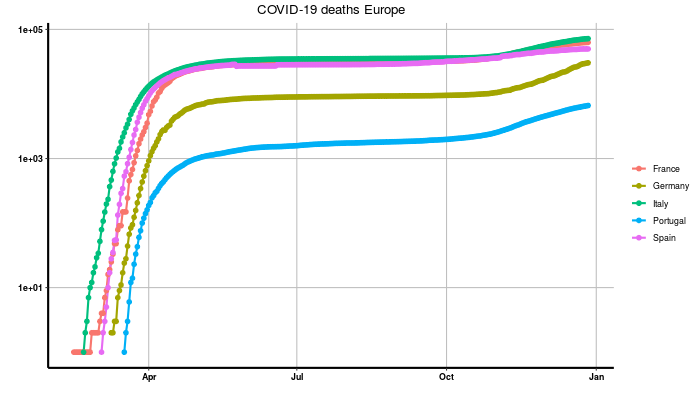 COVID-19 deaths Europe
1e+05
1e+03
1e+01
Apr
Jul
Oct
Jan
France
Germany
Italy
Portugal
Spain